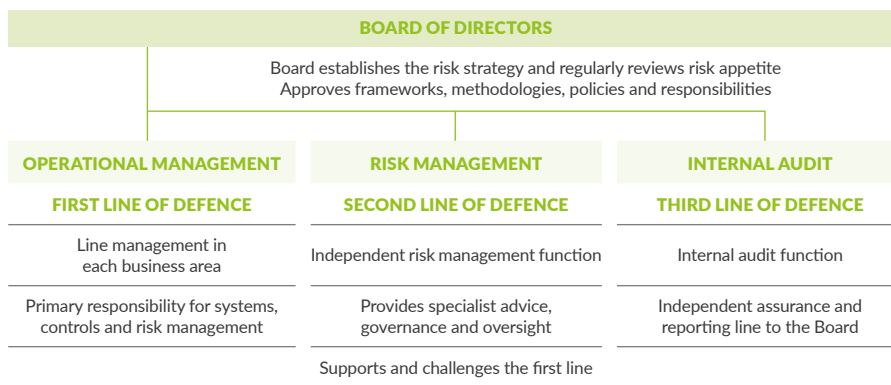 BOARD OF DIRECTORS
Board establishes the risk strategy and regularly reviews risk appetite
Approves frameworks, methodologies, policies and responsibilities
OPERATIONAL MANAGEMENT
FIRST LINE OF DEFENCE
Line management in
each business area
Primary responsibility for systems,
controls and risk management
RISK MANAGEMENT
SECOND LINE OF DEFENCE
Independent risk management function
Provides specialist advice,
governance and oversight
Supports and challenges the first line
INTERNAL AUDIT
THIRD LINE OF DEFENCE
Internal audit function
Independent assurance and
reporting line to the Board